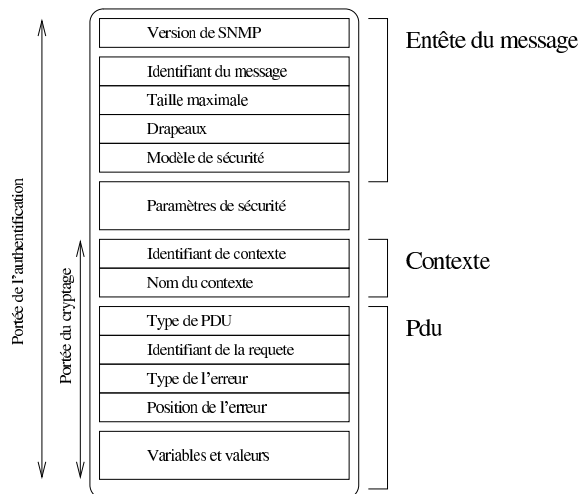 Version de SNMP
Entête du message
Identifiant du message
Taille maximale
Drapeaux
Modèle de sécurité
Paramètres de sécurité
Identifiant de contexte
Contexte
Nom du contexte
Type de PDU
Pdu
Identifiant de la requete
Type de l'erreur
Position de l'erreur
Variables et valeurs
Portée de l'authentification
Portée du cryptage